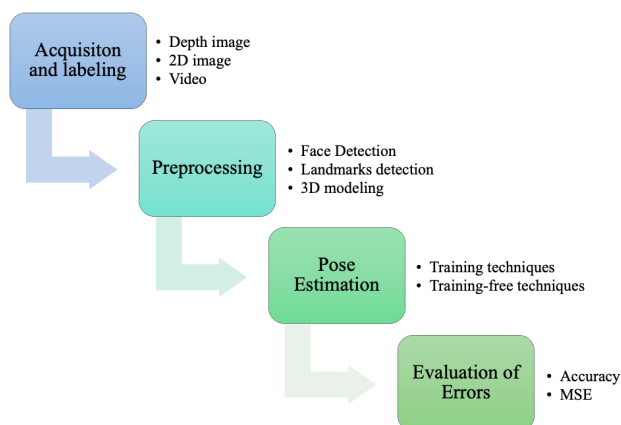 Acquisiton
and labeling
• Depth image
• 2D image
• Video
Preprocessing
• Face Detection
• Landmarks detection
• 3D modeling
Pose
Estimation
• Training techniques
• Training-free techniques
Evaluation of
Errors
• Accuracy
• MSE